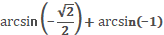 arcsin (−√2/2) + arcsin(−1)